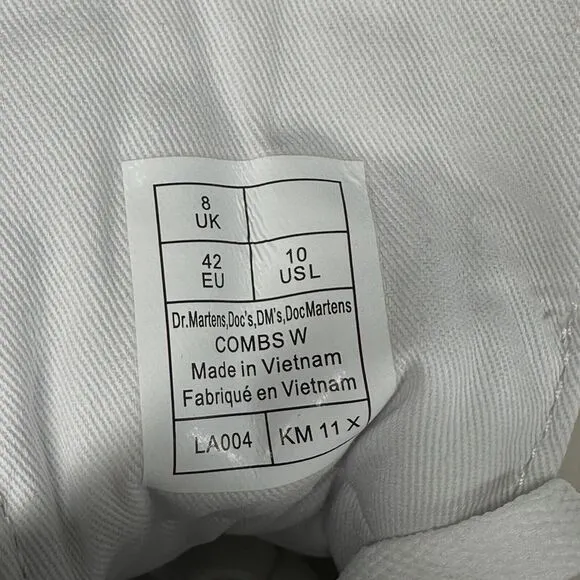 8
UK
42
EU
10
US L
Dr.Martens,Doc's,DM's,DocMartens
COMBS W
Made in Vietnam
Fabriqué en Vietnam
LA004
KM 11 X